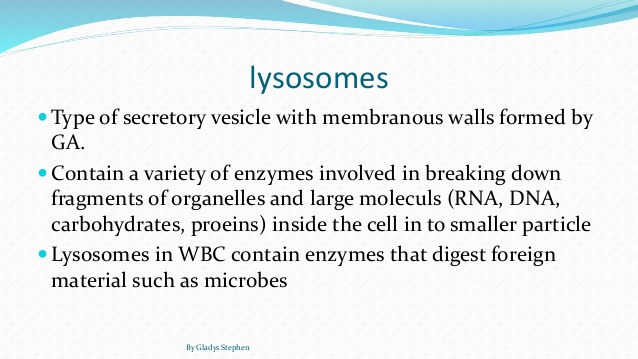 lysosomes
• Type of secretory vesicle with membranous walls formed by
GA.
• Contain a variety of enzymes involved in breaking down
fragments of organelles and large moleculs (RNA, DNA,
carbohydrates, proeins) inside the cell in to smaller particle
• Lysosomes in WBC contain enzymes that digest foreign
material such as microbes
By Gladys Stephen